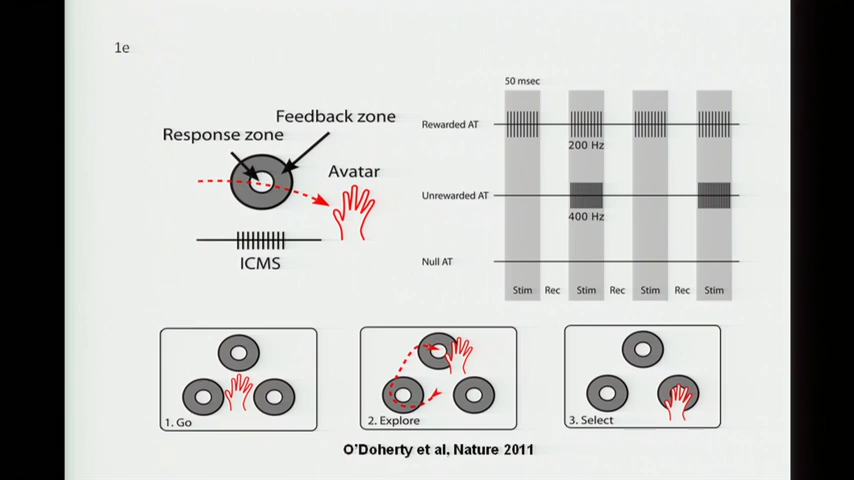 1e
Feedback zone
Response zone
Avatar
ICMS
50 msec
Rewarded AT
200 Hz
Unrewarded AT
400 Hz
Null AT
Stim Rec Stim Rec Stim Rec Stim
1. Go
2. Explore
3. Select
O'Doherty et al, Nature 2011